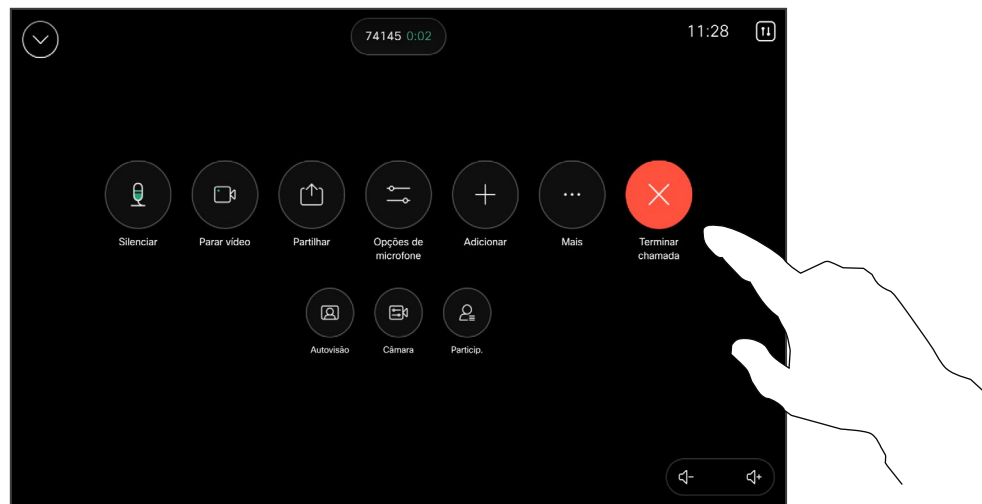 74145 0:02
11:28
Silenciar
Parar vídeo
Partilhar
Opções de
microfone
Adicionar
Mais
Terminar
chamada
Autovisão
Câmara
Particip.